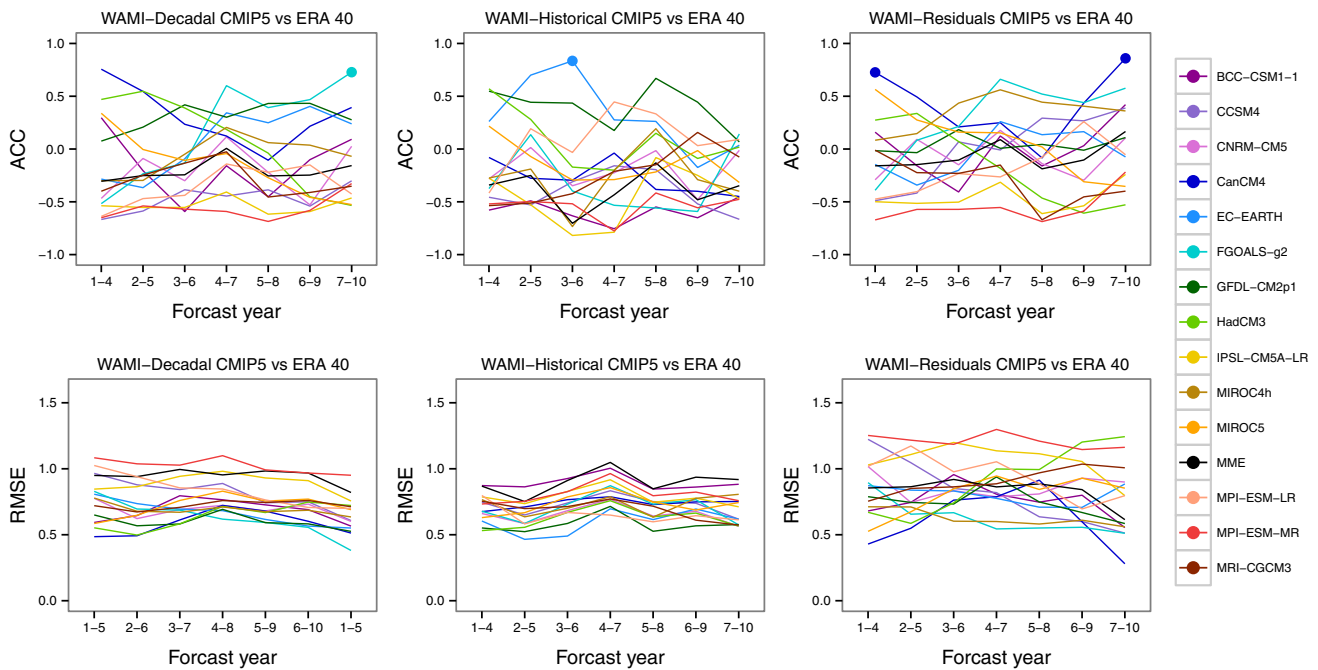 WAMI−Decadal CMIP5 vs ERA 40
WAMI−Historical CMIP5 vs ERA 40
WAMI−Residuals CMIP5 vs ERA 40
ACC
1.0
0.5
0.0
−0.5
−1.0
1−4 2−5 3−6 4−7 5−8 6−9 7−10
Forcast year
ACC
1.0
0.5
0.0
−0.5
−1.0
1−4 2−5 3−6 4−7 5−8 6−9 7−10
Forcast year
ACC
1.0
0.5
0.0
−0.5
−1.0
1−4 2−5 3−6 4−7 5−8 6−9 7−10
Forcast year
WAMI−Decadal CMIP5 vs ERA 40
WAMI−Historical CMIP5 vs ERA 40
WAMI−Residuals CMIP5 vs ERA 40
RMSE
1.5
1.0
0.5
0.0
1−5 2−6 3−7 4−8 5−9 6−10 1−5
Forcast year
RMSE
1.5
1.0
0.5
0.0
1−4 2−5 3−6 4−7 5−8 6−9 7−10
Forcast year
RMSE
1.5
1.0
0.5
0.0
1−4 2−5 3−6 4−7 5−8 6−9 7−10
Forcast year
BCC−CSM1−1
CCSM4
CNRM−CM5
CanCM4
EC−EARTH
FGOALS−g2
GFDL−CM2p1
HadCM3
IPSL−CM5A−LR
MIROC4h
MIROC5
MME
MPI−ESM−LR
MPI−ESM−MR
MRI−CGCM3